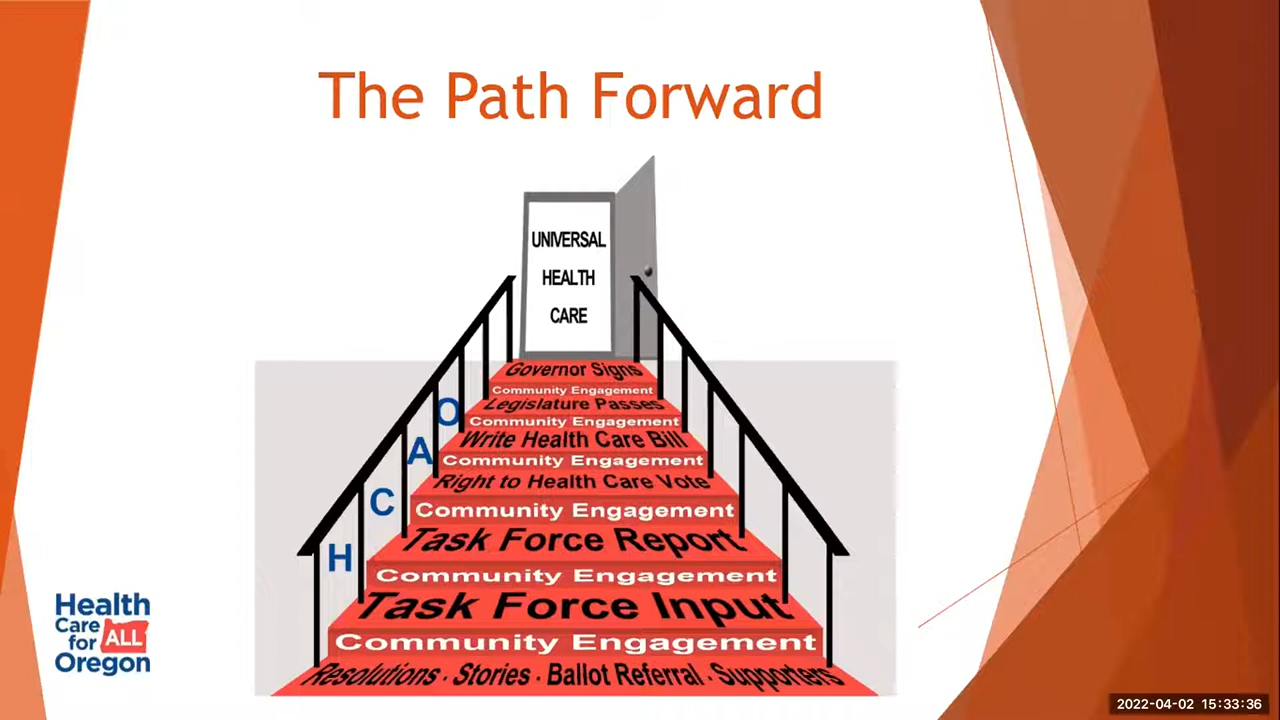 The Path Forward
UNIVERSAL
HEALTH
CARE
Governor Signs
Community Engagement
Legislature Passes
Community Engagement
Write Health Care Bill
Community Engagement
Right to Health Care Vote
Community Engagement
Task Force Report
Community Engagement
Task Force Input
Community Engagement
Resolutions · Stories · Ballot Referral · Supporters
O
A
C
H
Health
Care
for ALL
Oregon
2022-04-02 15:33:36